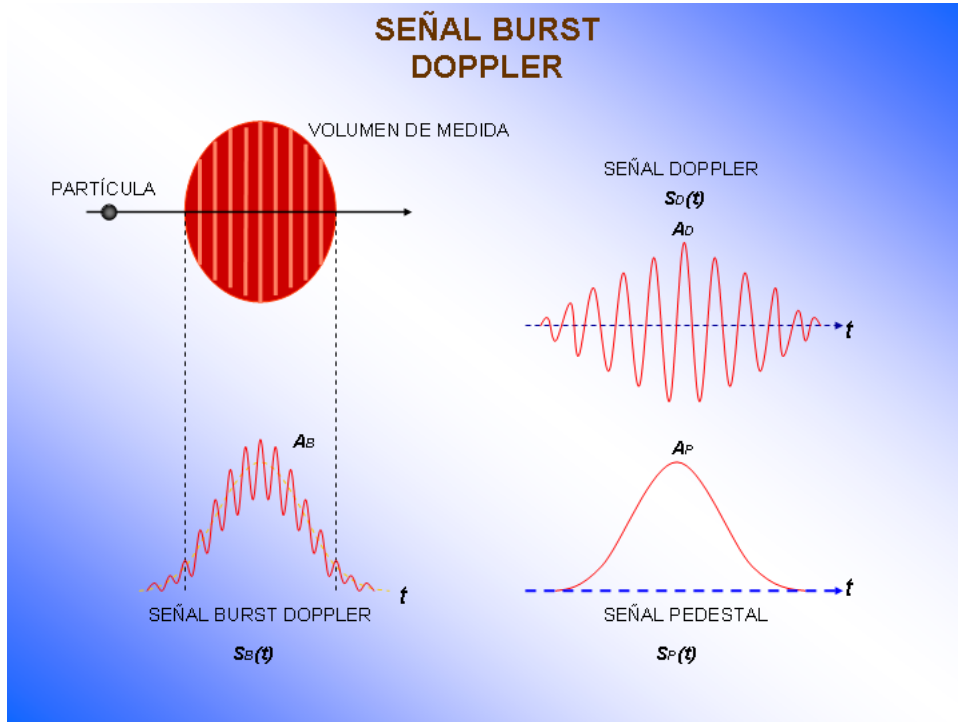 SEÑAL BURST
DOPPLER
VOLUMEN DE MEDIDA
PARTÍCULA
SEÑAL DOPPLER
SD(t)
AD
t
AB
t
SEÑAL BURST DOPPLER
SB(t)
AP
t
SEÑAL PEDESTAL
SP(t)